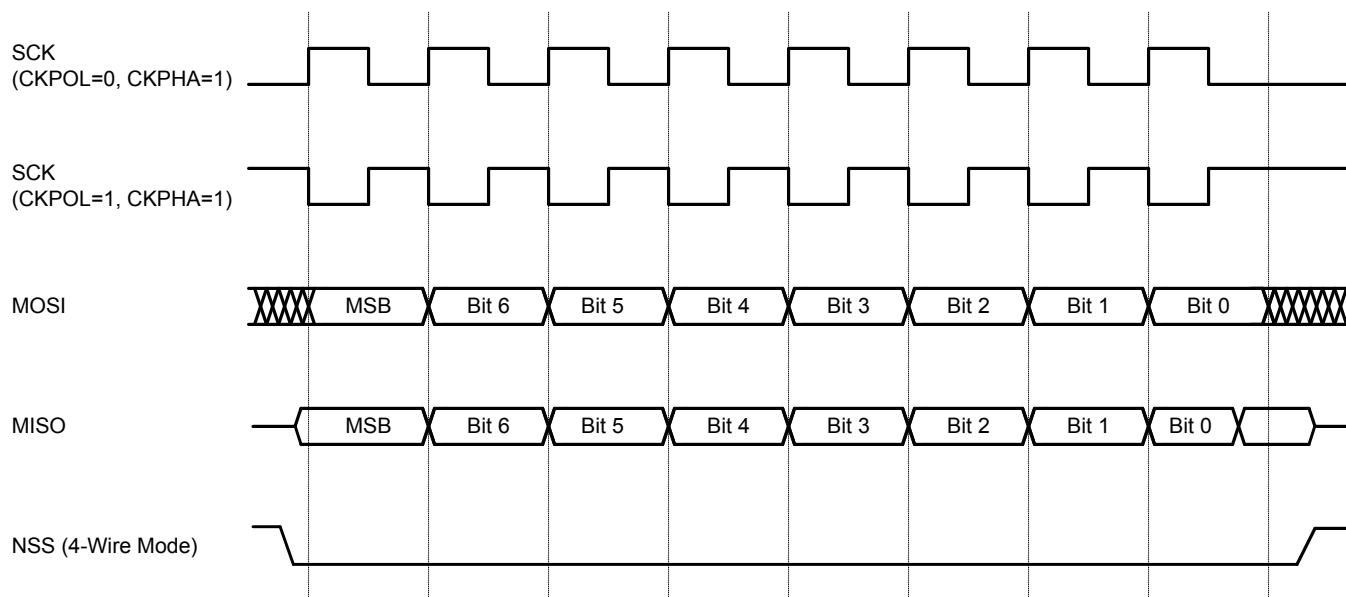 SCK
(CKPOL=0, CKPHA=1)
SCK
(CKPOL=1, CKPHA=1)
MOSI
MSB Bit 6 Bit 5 Bit 4 Bit 3 Bit 2 Bit 1 Bit 0
MISO
MSB Bit 6 Bit 5 Bit 4 Bit 3 Bit 2 Bit 1 Bit 0
NSS (4-Wire Mode)